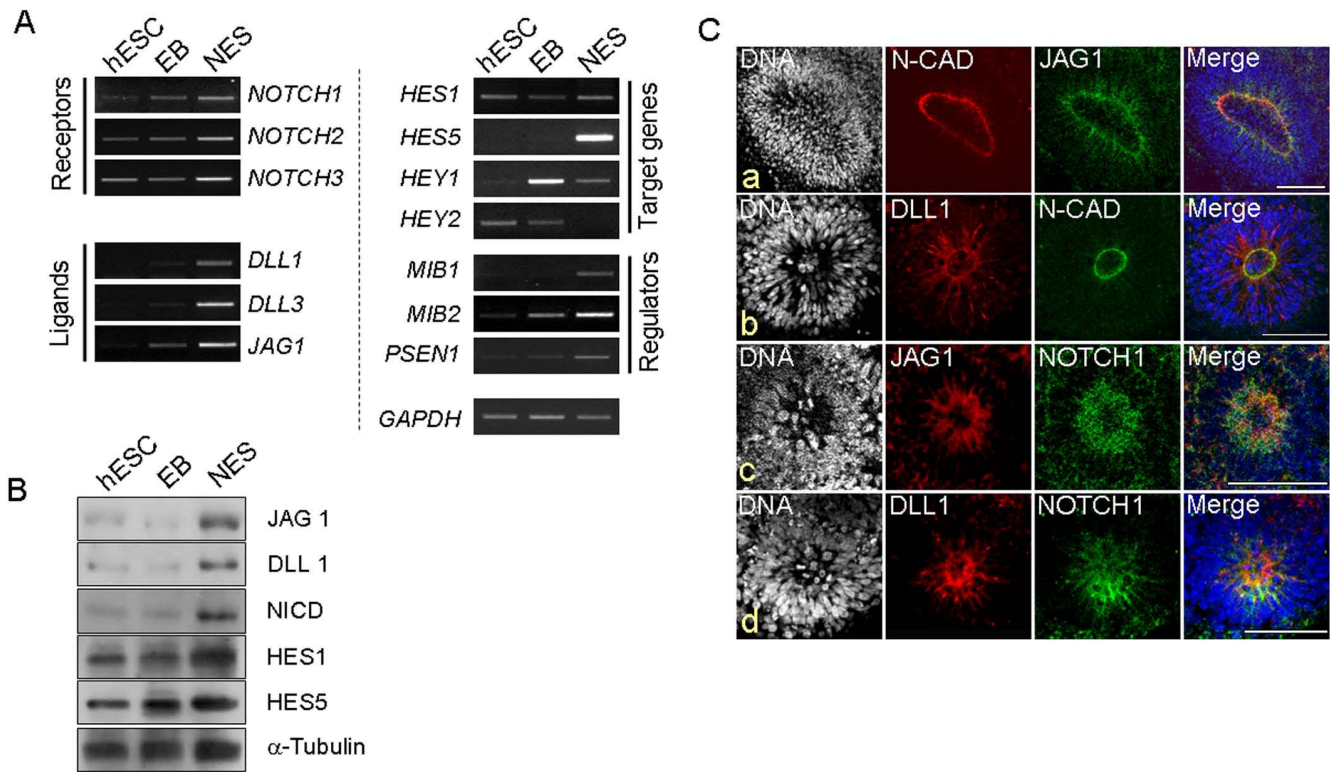 A
hESC EB NES
Receptors
NOTCH1
NOTCH2
NOTCH3
Ligands
DLL1
DLL3
JAG1
hESC EB NES
HES1
HES5
HEY1
HEY2
Target genes
MIB1
MIB2
PSEN1
Regulators
GAPDH
B
hESC EB NES
JAG 1
DLL 1
NICD
HES1
HES5
α-Tubulin
C
DNA N-CAD JAG1 Merge
a
DNA DLL1 N-CAD Merge
b
DNA JAG1 NOTCH1 Merge
c
DNA DLL1 NOTCH1 Merge
d